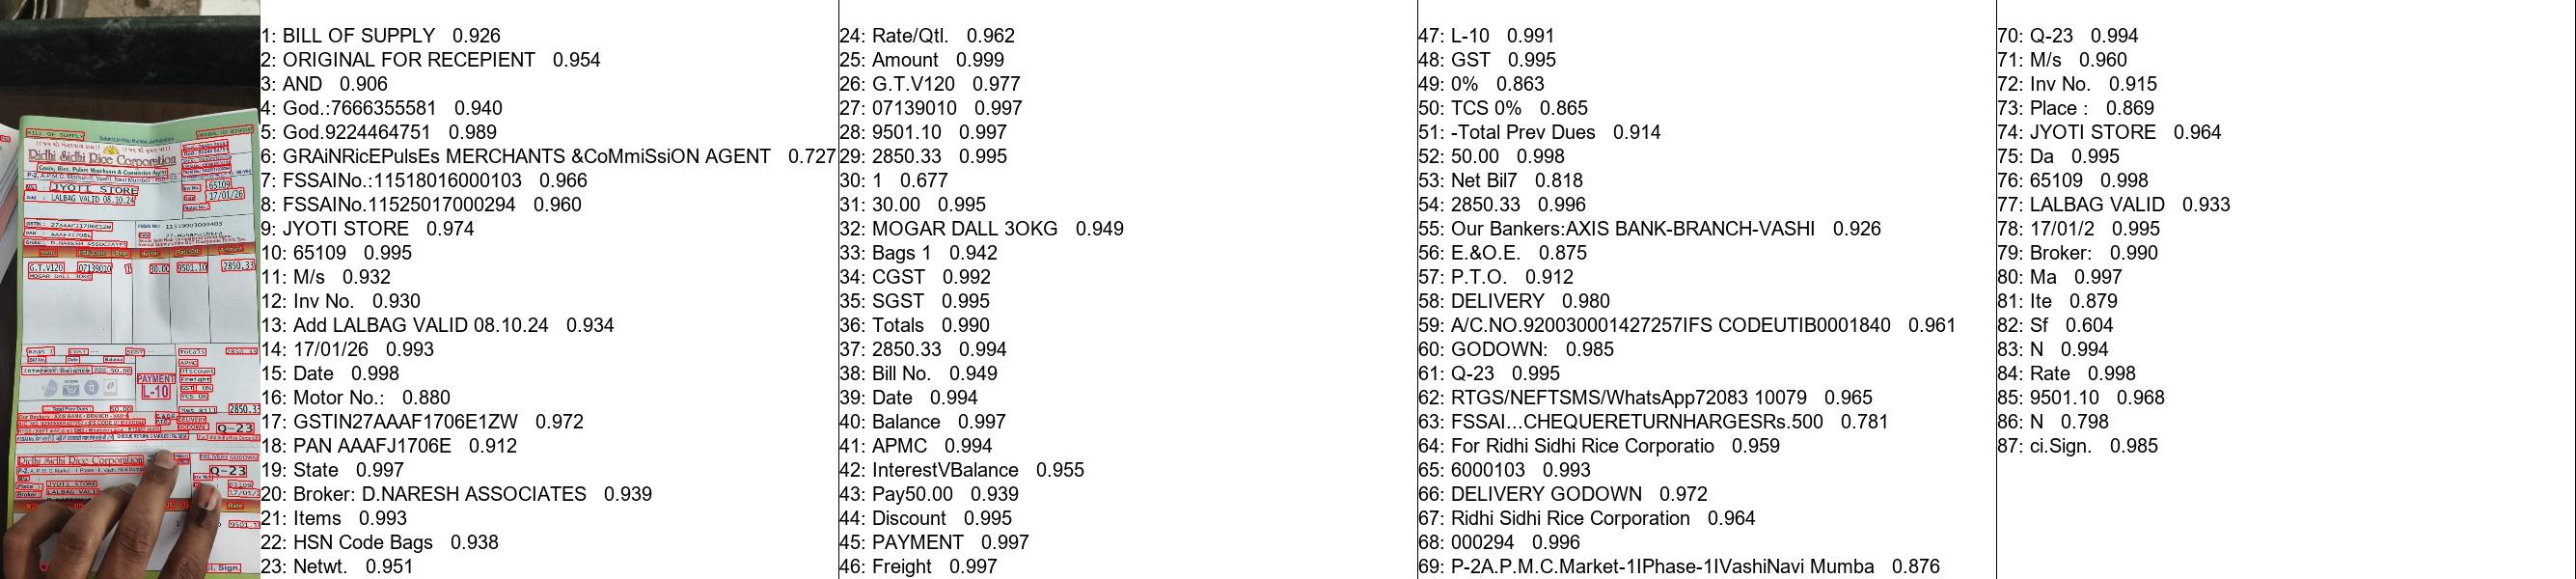 1: BILL OF SUPPLY 0.926
2: ORIGINAL FOR RECEPIENT 0.954
3: AND 0.906
4: God.:7666355581 0.940
5: God.9224464751 0.989
6: GRAiNRicEPulsEs MERCHANTS &CoMmiSsiON AGENT 0.727
7: FSSAINo.:11518016000103 0.966
8: FSSAINo.11525017000294 0.960
9: JYOTI STORE 0.974
10: 65109 0.995
11: M/s 0.932
12: Inv No. 0.930
13: Add LALBAG VALID 08.10.24 0.934
14: 17/01/26 0.993
15: Date 0.998
16: Motor No.: 0.880
17: GSTIN27AAAF1706E1ZW 0.972
18: PAN AAAFJ1706E 0.912
19: State 0.997
20: Broker: D.NARESH ASSOCIATES 0.939
21: Items 0.993
22: HSN Code Bags 0.938
23: Netwt. 0.951
24: Rate/Qtl. 0.962
25: Amount 0.999
26: G.T.V120 0.977
27: 07139010 0.997
28: 9501.10 0.997
29: 2850.33 0.995
30: 1 0.677
31: 30.00 0.995
32: MOGAR DALL 3OKG 0.949
33: Bags 1 0.942
34: CGST 0.992
35: SGST 0.995
36: Totals 0.990
37: 2850.33 0.994
38: Bill No. 0.949
39: Date 0.994
40: Balance 0.997
41: APMC 0.994
42: InterestVBalance 0.955
43: Pay50.00 0.939
44: Discount 0.995
45: PAYMENT 0.997
46: Freight 0.997
47: L-10 0.991
48: GST 0.995
49: 0% 0.863
50: TCS 0% 0.865
51: -Total Prev Dues 0.914
52: 50.00 0.998
53: Net Bil7 0.818
54: 2850.33 0.996
55: Our Bankers:AXIS BANK-BRANCH-VASHI 0.926
56: E.&O.E. 0.875
57: P.T.O. 0.912
58: DELIVERY 0.980
59: A/C.NO.920030001427257IFS CODEUTIB0001840 0.961
60: GODOWN: 0.985
61: Q-23 0.995
62: RTGS/NEFTSMS/WhatsApp72083 10079 0.965
63: FSSAI...CHEQUERETURNHARGESRs.500 0.781
64: For Ridhi Sidhi Rice Corporatio 0.959
65: 6000103 0.993
66: DELIVERY GODOWN 0.972
67: Ridhi Sidhi Rice Corporation 0.964
68: 000294 0.996
69: P-2A.P.M.C.Market-1IPhase-1IVashiNavi Mumba 0.876
70: Q-23 0.994
71: M/s 0.960
72: Inv No. 0.915
73: Place : 0.869
74: JYOTI STORE 0.964
75: Da 0.995
76: 65109 0.998
77: LALBAG VALID 0.933
78: 17/01/2 0.995
79: Broker: 0.990
80: Ma 0.997
81: Ite 0.879
82: Sf 0.604
83: N 0.994
84: Rate 0.998
85: 9501.10 0.968
86: N 0.798
87: ci.Sign. 0.985